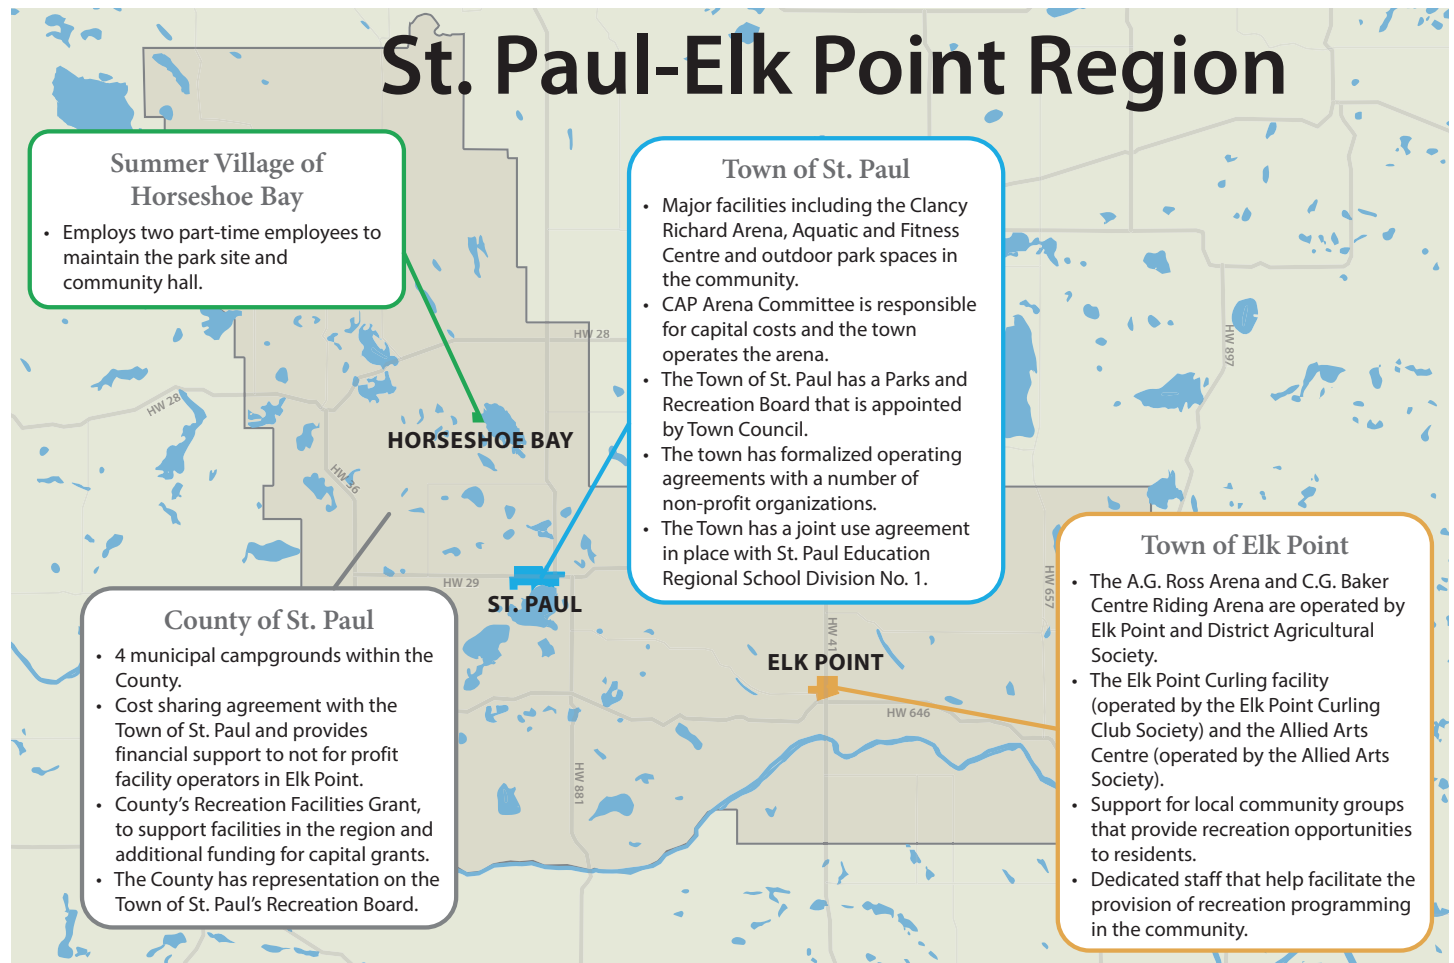 St. Paul-Elk Point Region
Summer Village of
Horseshoe Bay
• Employs two part-time employees to
maintain the park site and
community hall.
Town of St. Paul
• Major facilities including the Clancy
Richard Arena, Aquatic and Fitness
Centre and outdoor park spaces in
the community.
• CAP Arena Committee is responsible
for capital costs and the town
operates the arena.
• The Town of St. Paul has a Parks and
Recreation Board that is appointed
by Town Council.
• The town has formalized operating
agreements with a number of
non-profit organizations.
• The Town has a joint use agreement
in place with St. Paul Education
Regional School Division No. 1.
HW 28
HW 897
HW 28
HORSESHOE BAY
HW 36
HW 29
ST. PAUL
HW 657
HW 41
ELK POINT
HW 646
HW 881
County of St. Paul
• 4 municipal campgrounds within the
County.
• Cost sharing agreement with the
Town of St. Paul and provides
financial support to not for profit
facility operators in Elk Point.
• County's Recreation Facilities Grant,
to support facilities in the region and
additional funding for capital grants.
• The County has representation on the
Town of St. Paul's Recreation Board.
Town of Elk Point
• The A.G. Ross Arena and C.G. Baker
Centre Riding Arena are operated by
Elk Point and District Agricultural
Society.
• The Elk Point Curling facility
(operated by the Elk Point Curling
Club Society) and the Allied Arts
Centre (operated by the Allied Arts
Society).
• Support for local community groups
that provide recreation opportunities
to residents.
• Dedicated staff that help facilitate the
provision of recreation programming
in the community.